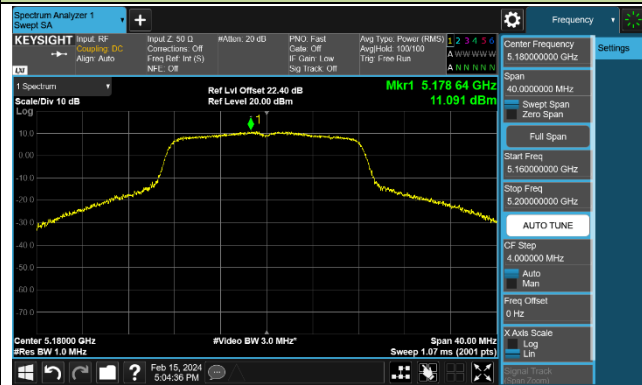 Spectrum Analyzer 1
Swept SA
Frequency
KEYSIGHT
Input: RF
Coupling: DC
Align: Auto
Input Z: 50 Ω
Corrections: Off
Freq Ref: Int (S)
NFE: Off
#Atten: 20 dB
PNO: Fast
Gate: Off
IF Gain: Low
Sig Track: Off
Avg Type: Power (RMS)
Avg|Hold: 100/100
Trig: Free Run
1 2 3 4 5 6
A W W W W W
A N N N N N
LXI
1 Spectrum
Scale/Div 10 dB
Ref Lvl Offset 22.40 dB
Ref Level 20.00 dBm
Mkr1 5.178 64 GHz
11.091 dBm
Log
1
10.0
0.00
-10.0
-20.0
-30.0
-40.0
-50.0
-60.0
-70.0
Center 5.18000 GHz
#Res BW 1.0 MHz
#Video BW 3.0 MHz*
Span 40.00 MHz
Sweep 1.07 ms (2001 pts)
Center Frequency
5.180000000 GHz
Settings
Span
40.0000000 MHz
Swept Span
Zero Span
Full Span
Start Freq
5.160000000 GHz
Stop Freq
5.200000000 GHz
AUTO TUNE
CF Step
4.000000 MHz
Auto
Man
Freq Offset
0 Hz
X Axis Scale
Log
Lin
Signal Track
(Span Zoom)
Feb 15, 2024
5:04:36 PM